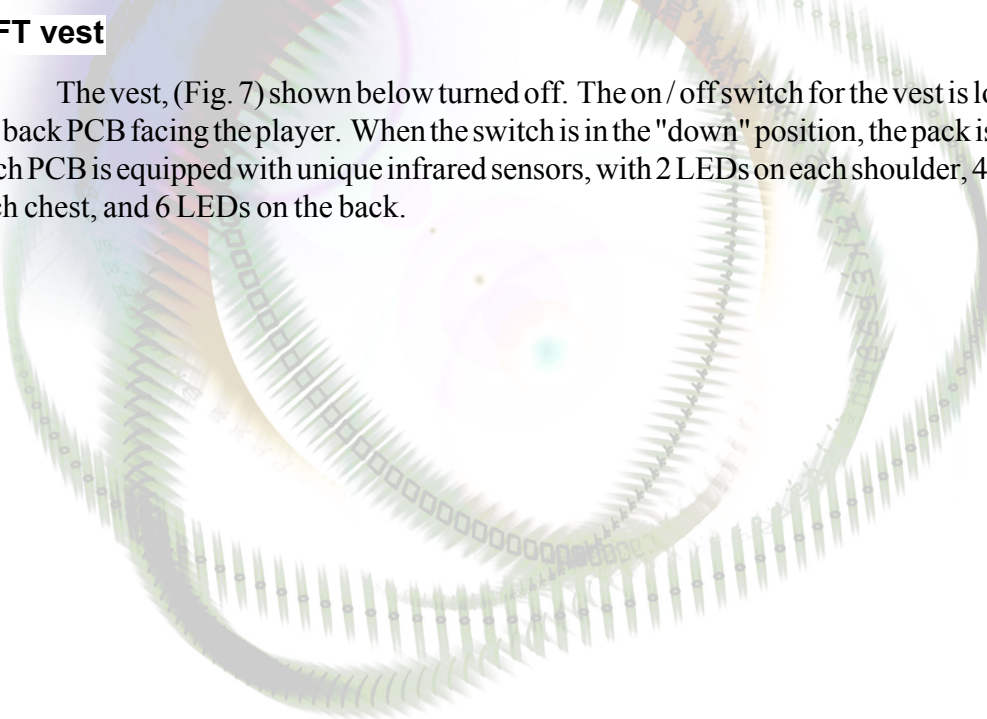 FT vest
The vest, (Fig. 7) shown below turned off. The on / off switch for the vest is lo
back PCB facing the player. When the switch is in the "down" position, the pack is
ch PCB is equipped with unique infrared sensors, with 2 LEDs on each shoulder, 4
ch chest, and 6 LEDs on the back.